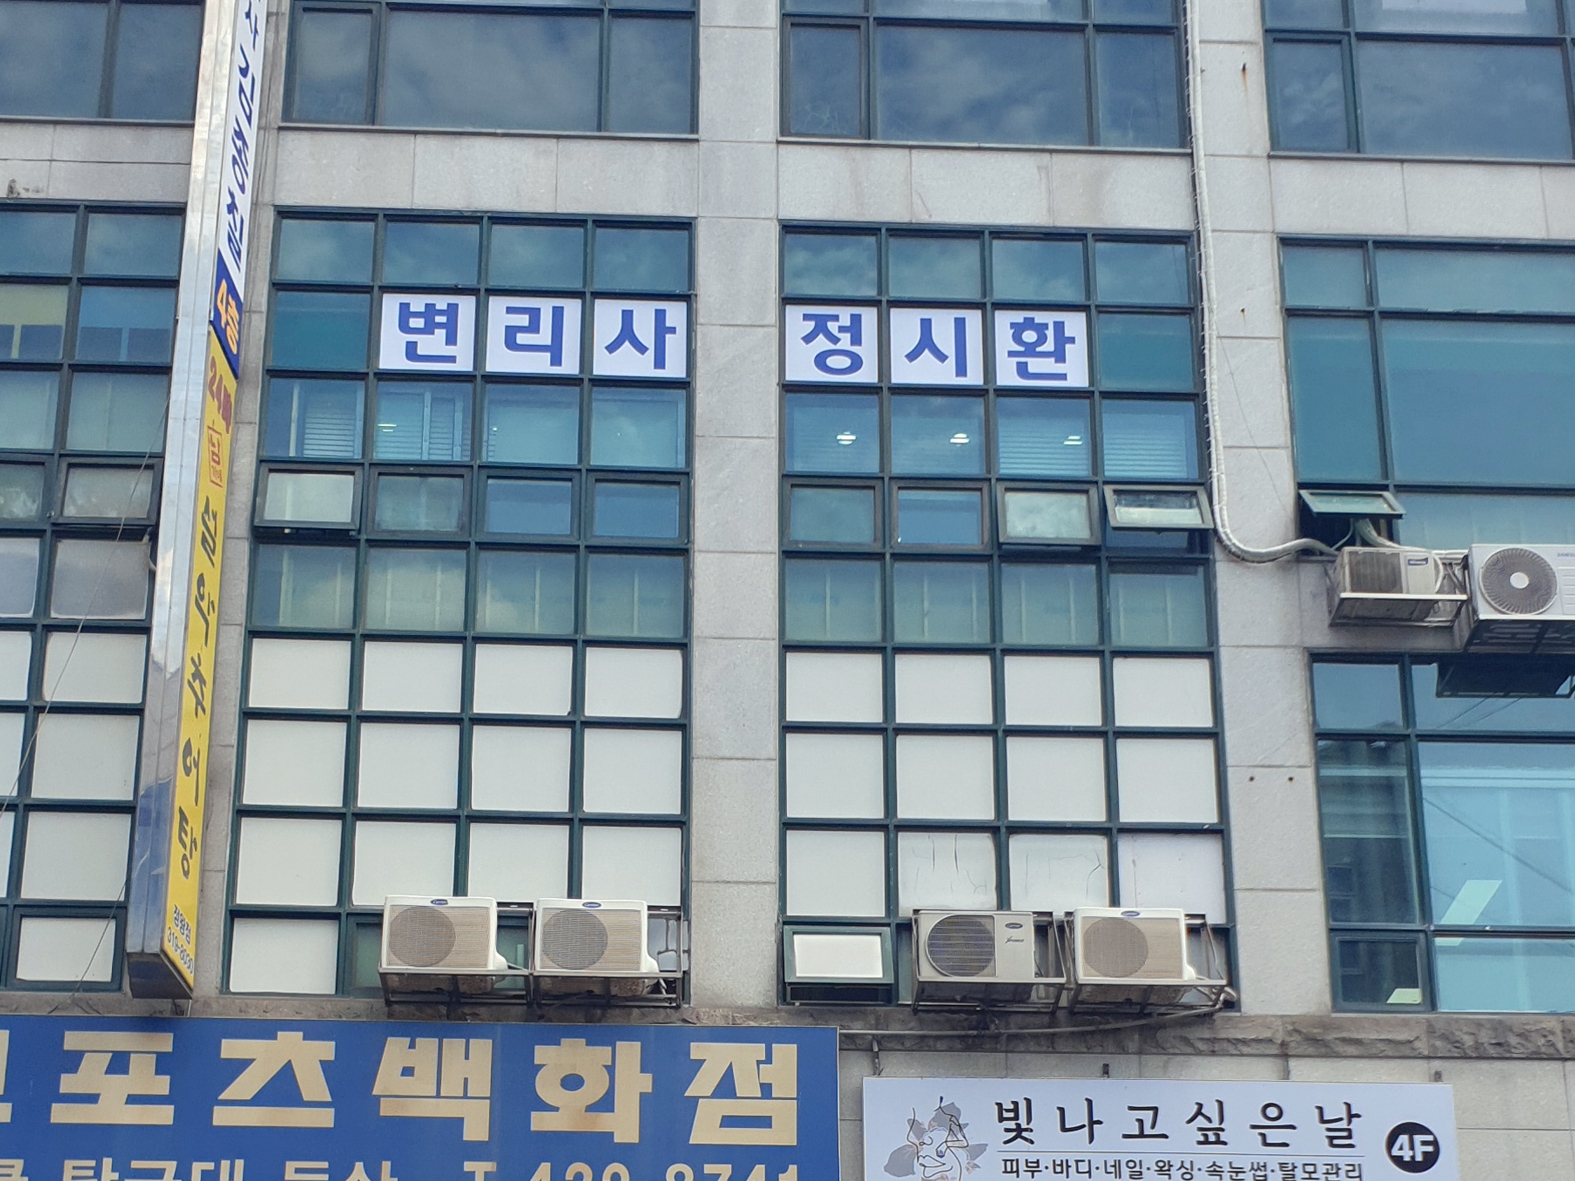 변리사 정시환
4층
24시
설악추어탕
포츠백화점
T.429-8741
빛나고싶은날
4F
피부·바디·네일·왁싱·속눈썹·탈모관리